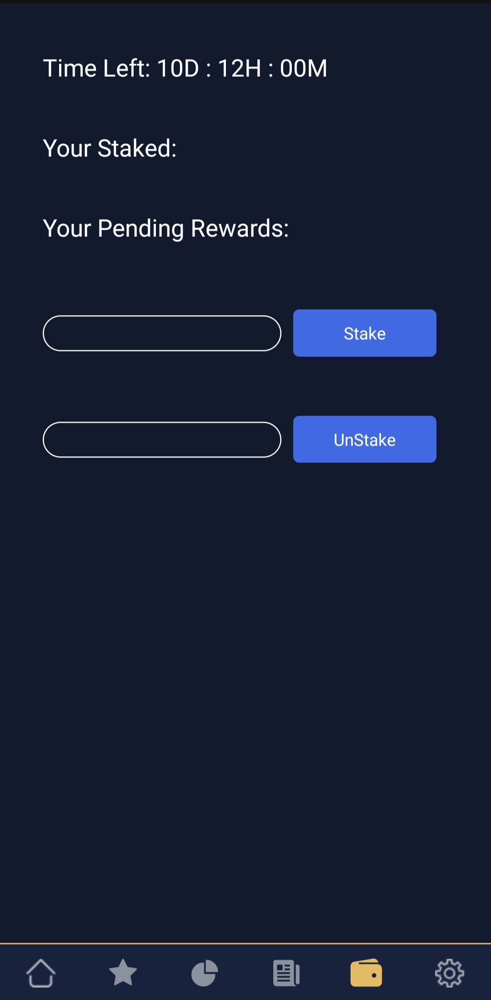 Time Left: 10D : 12H : 00M
Your Staked:
Your Pending Rewards:
Stake
UnStake